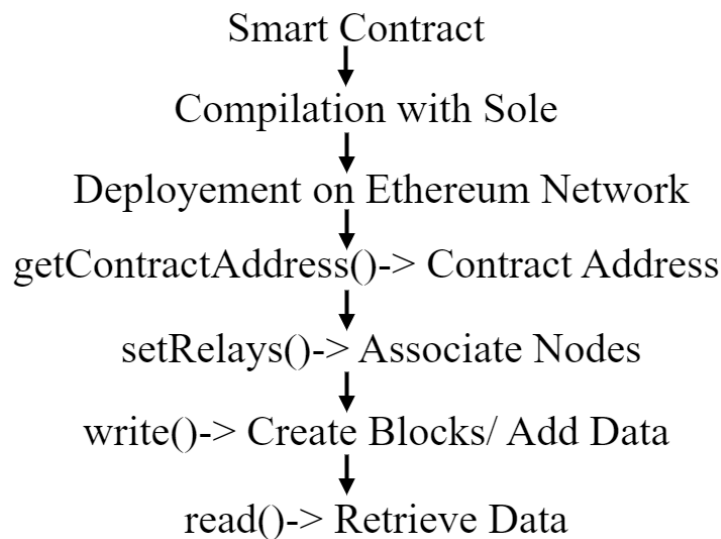 Smart Contract
Compilation with Sole
Deployement on Ethereum Network
getContractAddress()-> Contract Address
setRelays()-> Associate Nodes
write()-> Create Blocks/ Add Data
read()-> Retrieve Data